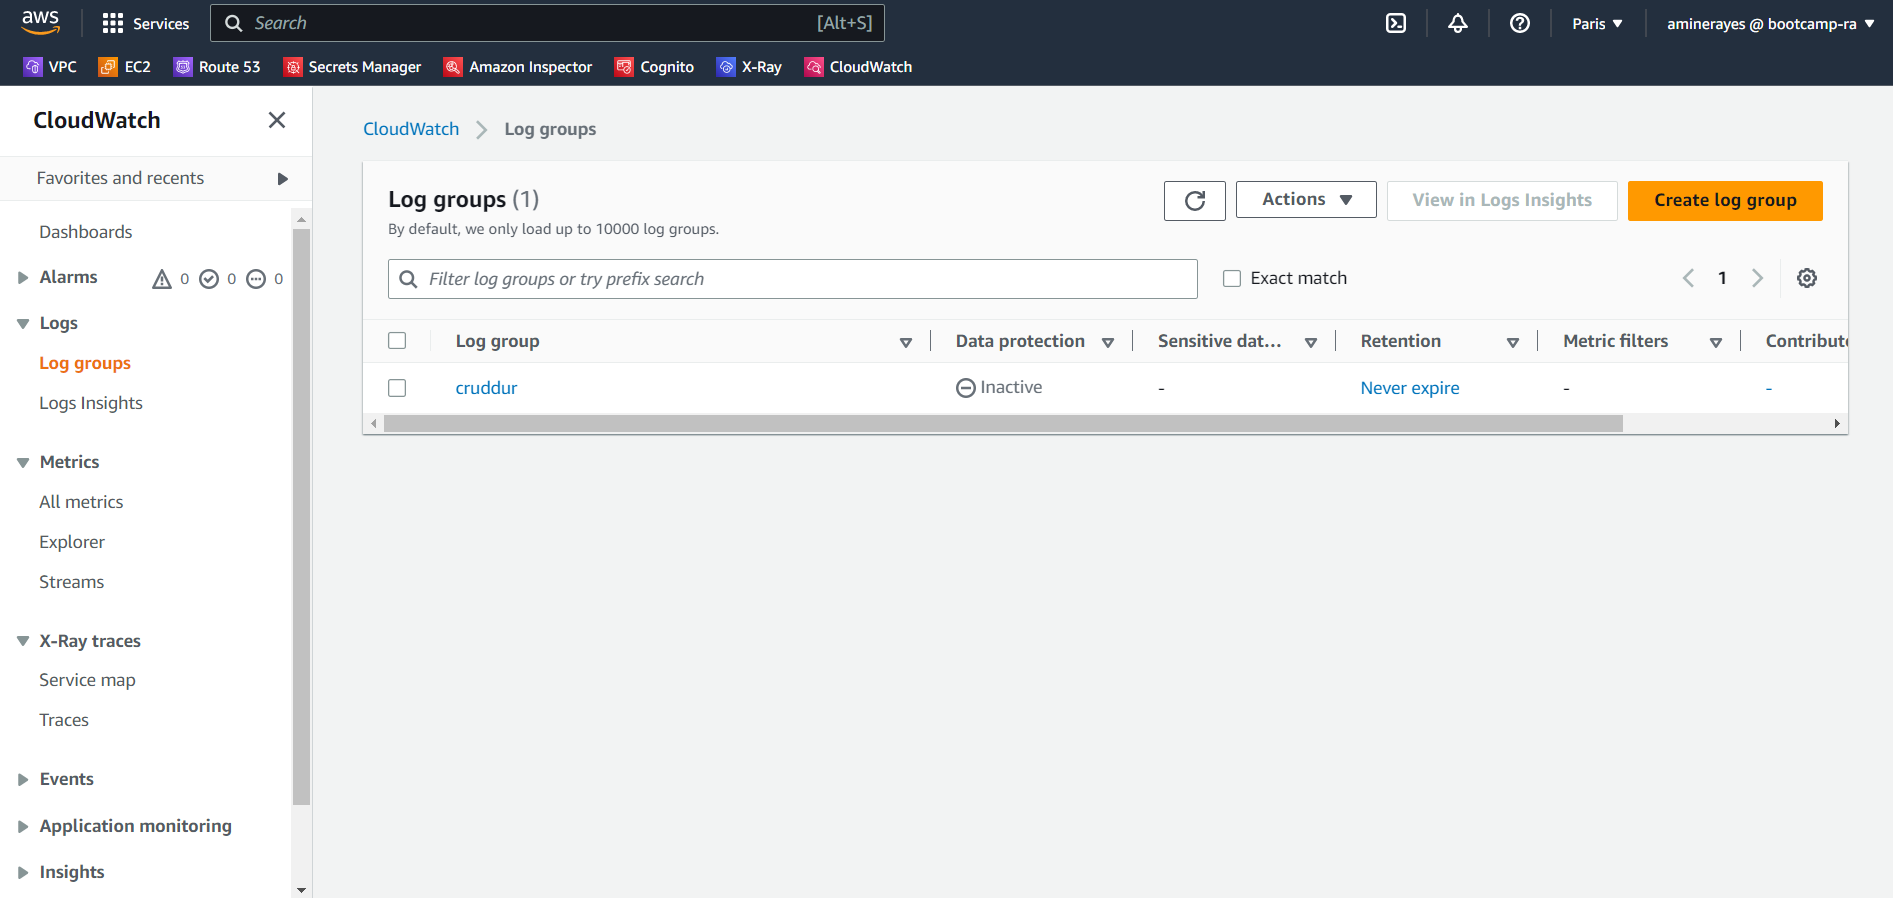 aws Services Search [Alt+S] Paris aminerayes @ bootcamp-ra
VPC EC2 Route 53 Secrets Manager Amazon Inspector Cognito X-Ray CloudWatch
CloudWatch
Favorites and recents
Dashboards
Alarms 0 0 0
Logs
Log groups
Logs Insights
Metrics
All metrics
Explorer
Streams
X-Ray traces
Service map
Traces
Events
Application monitoring
Insights
CloudWatch Log groups
Log groups (1) Actions View in Logs Insights Create log group
By default, we only load up to 10000 log groups.
Filter log groups or try prefix search Exact match 1
Log group Data protection Sensitive dat... Retention Metric filters Contribute
cruddur Inactive - Never expire - -